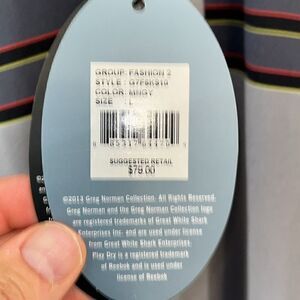 GROUP: FASHION 2
STYLE : G7F5K510
COLOR: MNGY
SIZE : L
SUGGESTED RETAIL
$79.00
©2013 Greg Norman Collection. All Rights Reserved.
Greg Norman and the Greg Norman Collection logo
are registered trademarks of Great White Shark
Enterprises Inc. and are used under license
from Great White Shark Enterprises.
Play Dry is a registered trademark
of Reebok and is used under
license of Reebok